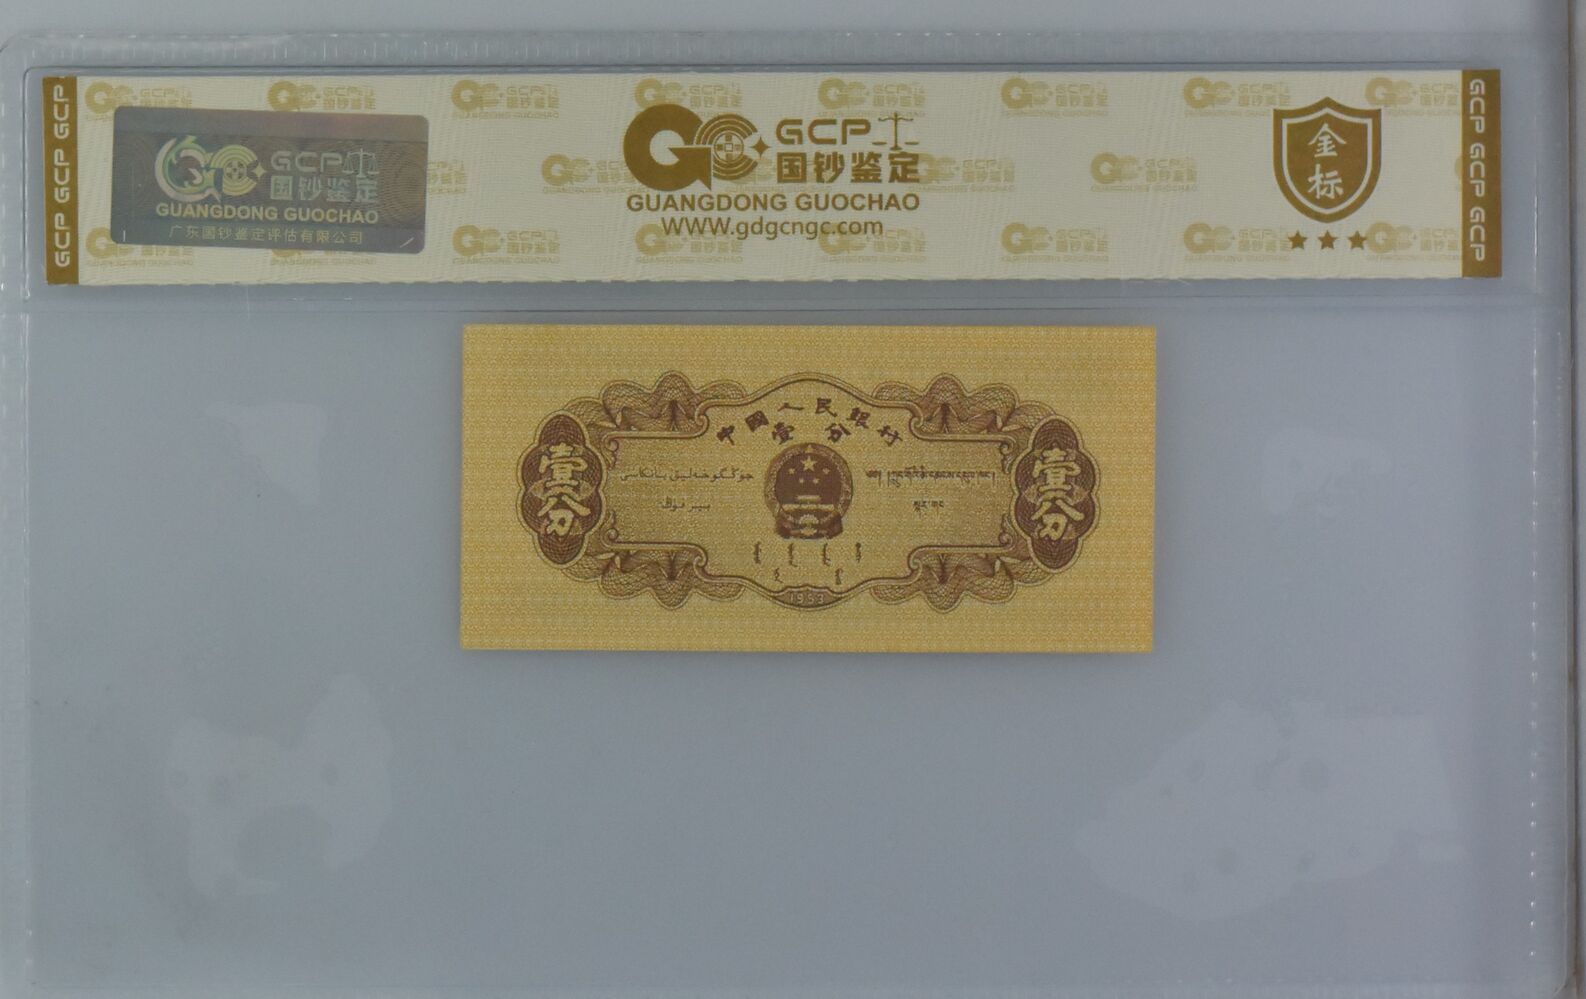 GCP GCP GCP
GCP 国钞鉴定
GUANGDONG GUOCHAO
广东国钞鉴定评估有限公司
GCP
国钞鉴定
GUANGDONG GUOCHAO
WWW.gdgcngc.com
金标
GCP GCP GCP
中国人民银行
壹分
壹分
壹分
1953